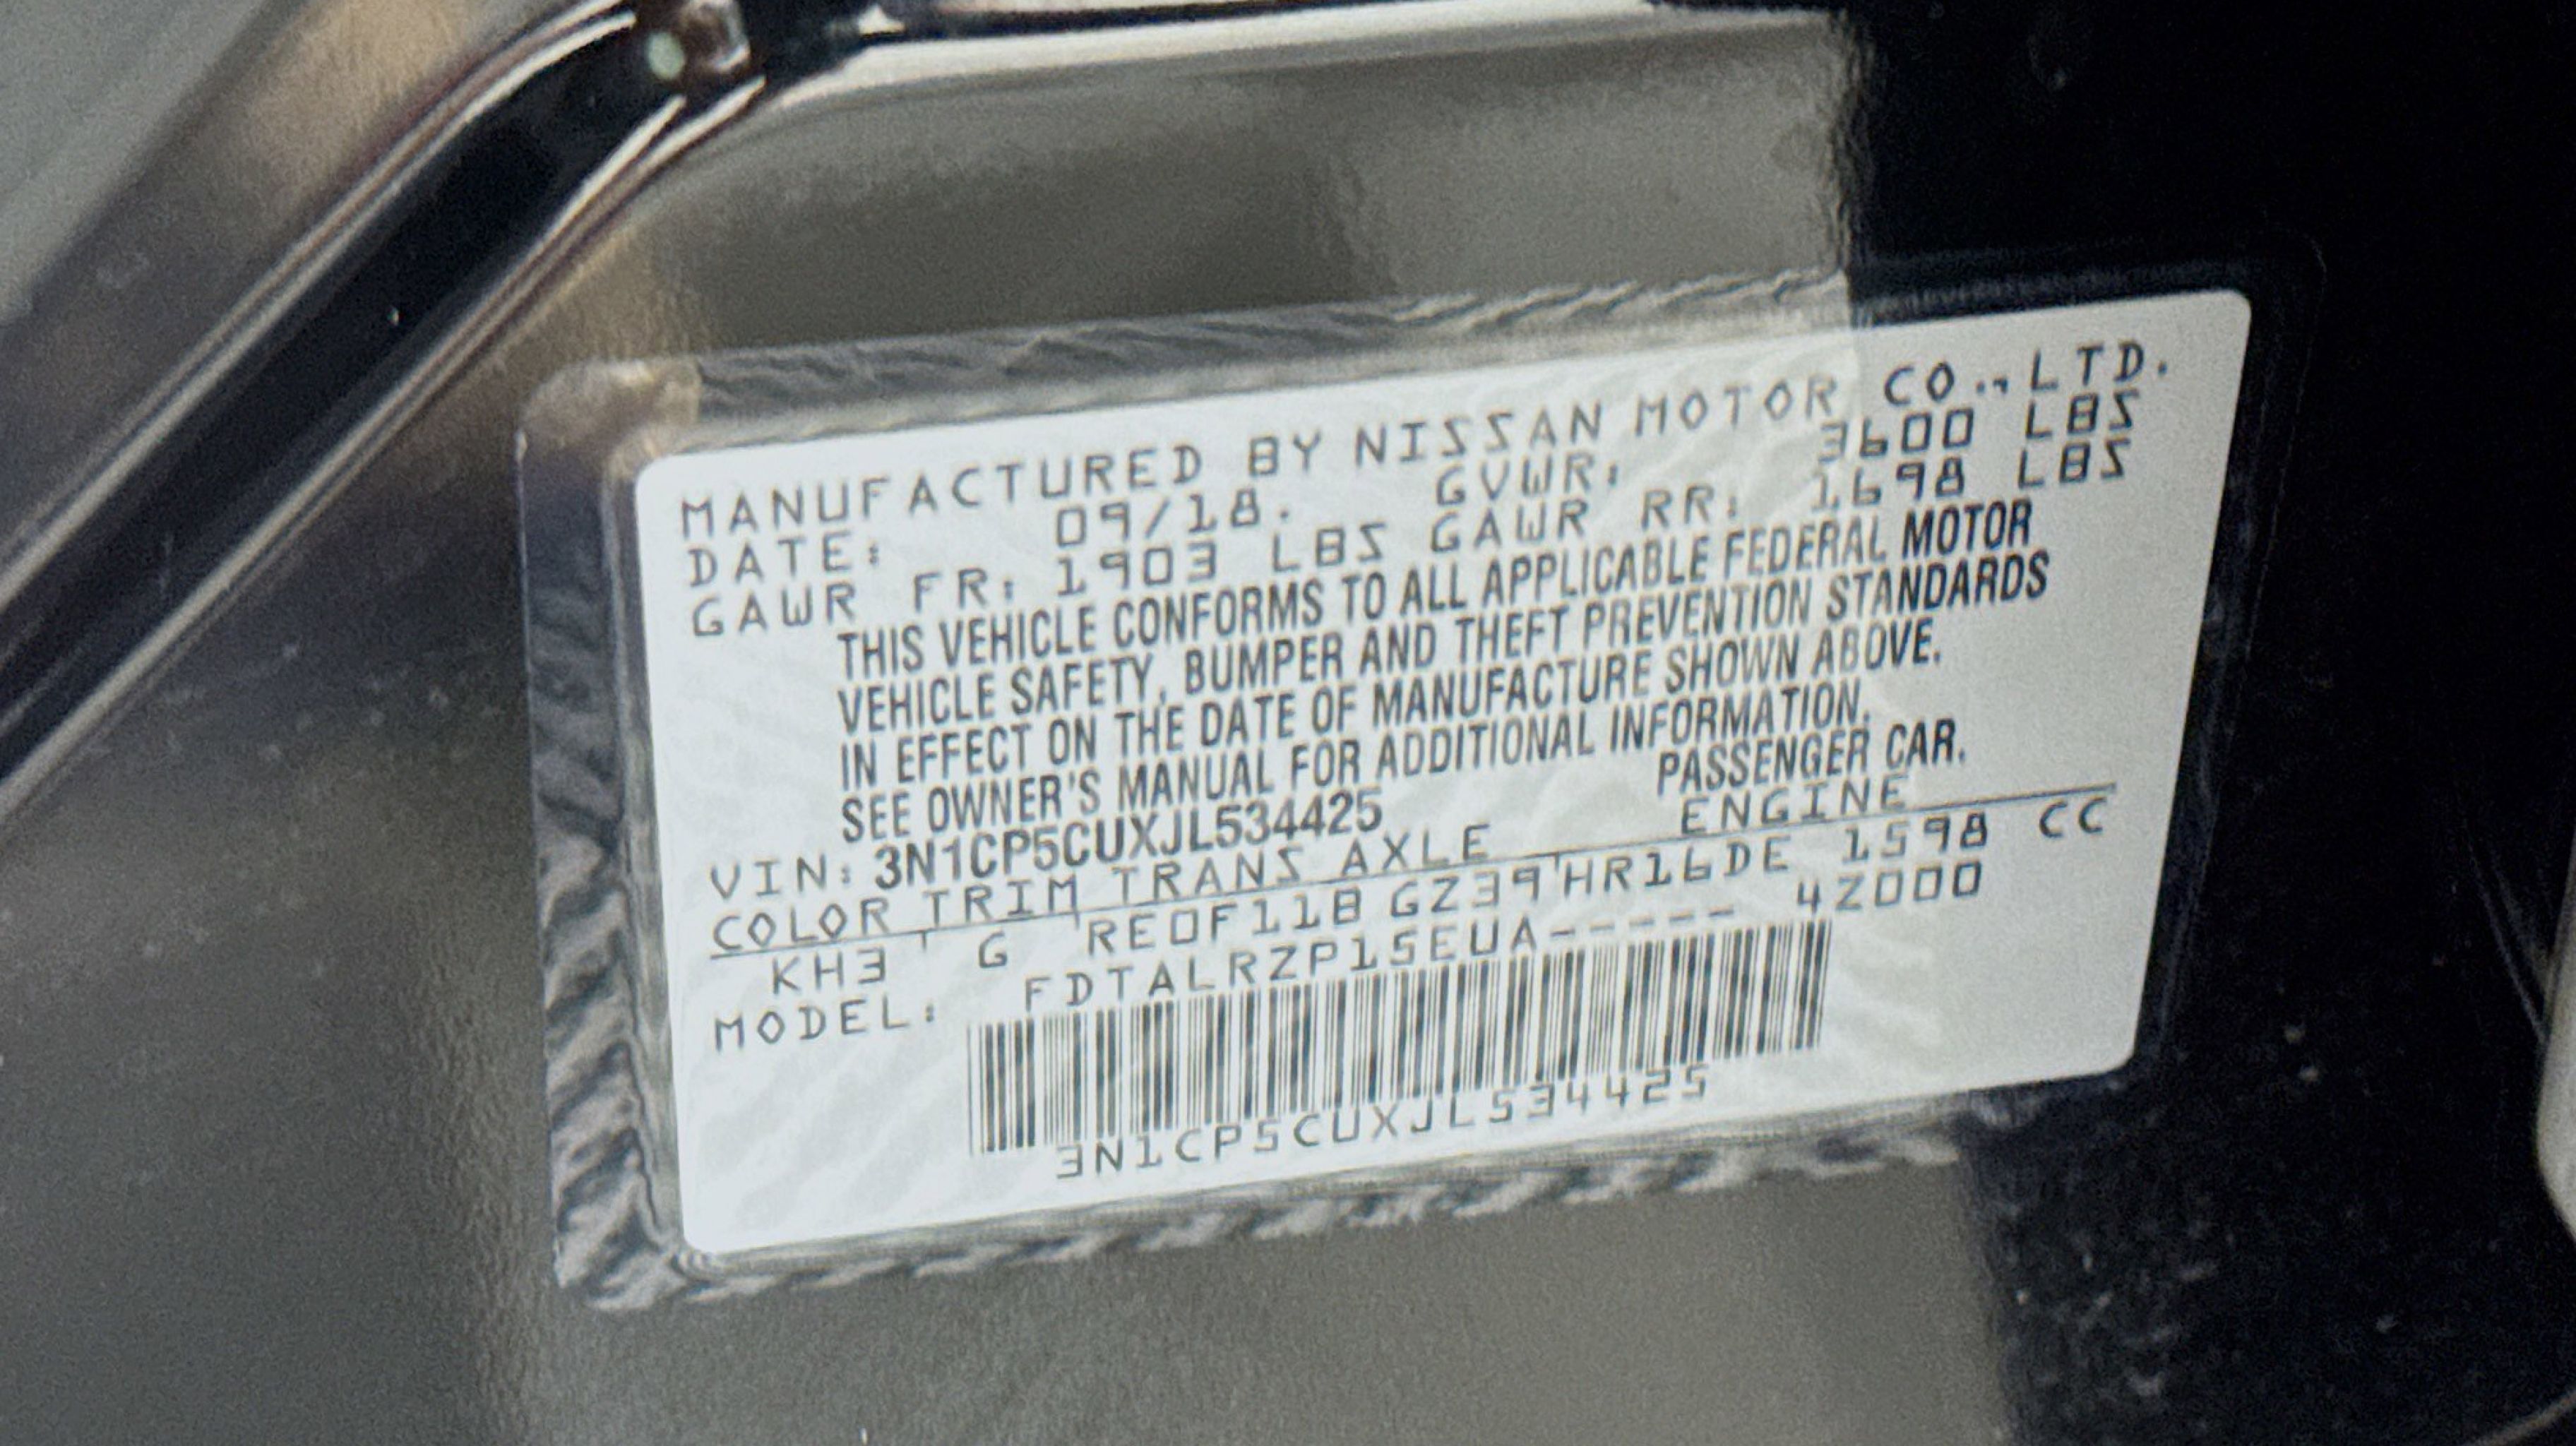 MANUFACTURED BY NISSAN MOTOR CO.,LTD.
DATE: 09/18. GVWR: 3600 LBS
GAWR FR: 1903 LBS GAWR RR: 1698 LBS
THIS VEHICLE CONFORMS TO ALL APPLICABLE FEDERAL MOTOR
VEHICLE SAFETY, BUMPER AND THEFT PREVENTION STANDARDS
IN EFFECT ON THE DATE OF MANUFACTURE SHOWN ABOVE.
SEE OWNER'S MANUAL FOR ADDITIONAL INFORMATION.
VIN: 3N1CP5CUXJL534425 PASSENGER CAR.
COLOR TRIM TRANS AXLE ENGINE
KH3 G RE0F11B GZ39 HR16DE 1598 CC
MODEL: FDTALRZP15EUA----- 4Z000
3N1CP5CUXJL534425